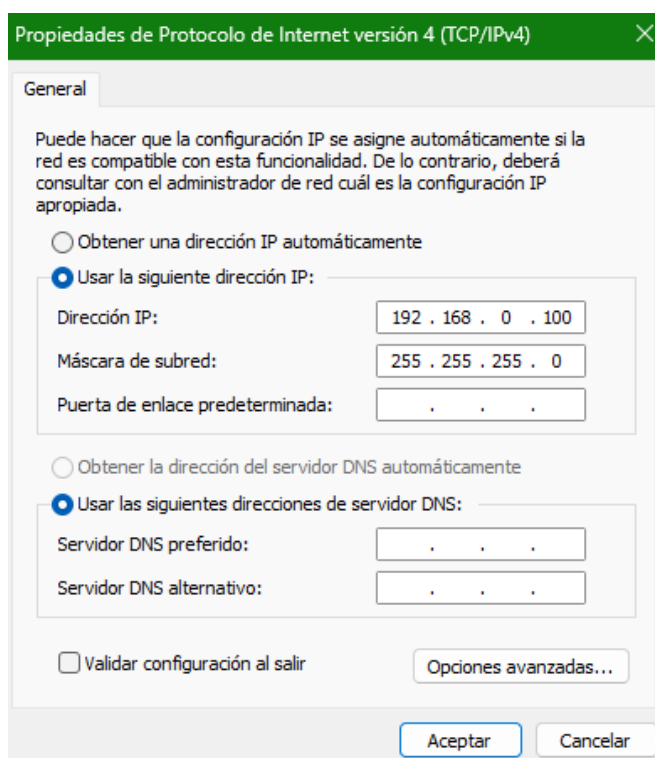 Propiedades de Protocolo de Internet versión 4 (TCP/IPv4)
General
Puede hacer que la configuración IP se asigne automáticamente si la
red es compatible con esta funcionalidad. De lo contrario, deberá
consultar con el administrador de red cuál es la configuración IP
apropiada.
Obtener una dirección IP automáticamente
Usar la siguiente dirección IP:
Dirección IP: 192 . 168 . 0 . 100
Máscara de subred: 255 . 255 . 255 . 0
Puerta de enlace predeterminada: . . .
Obtener la dirección del servidor DNS automáticamente
Usar las siguientes direcciones de servidor DNS:
Servidor DNS preferido: . . .
Servidor DNS alternativo: . . .
Validar configuración al salir
Opciones avanzadas...
Aceptar Cancelar